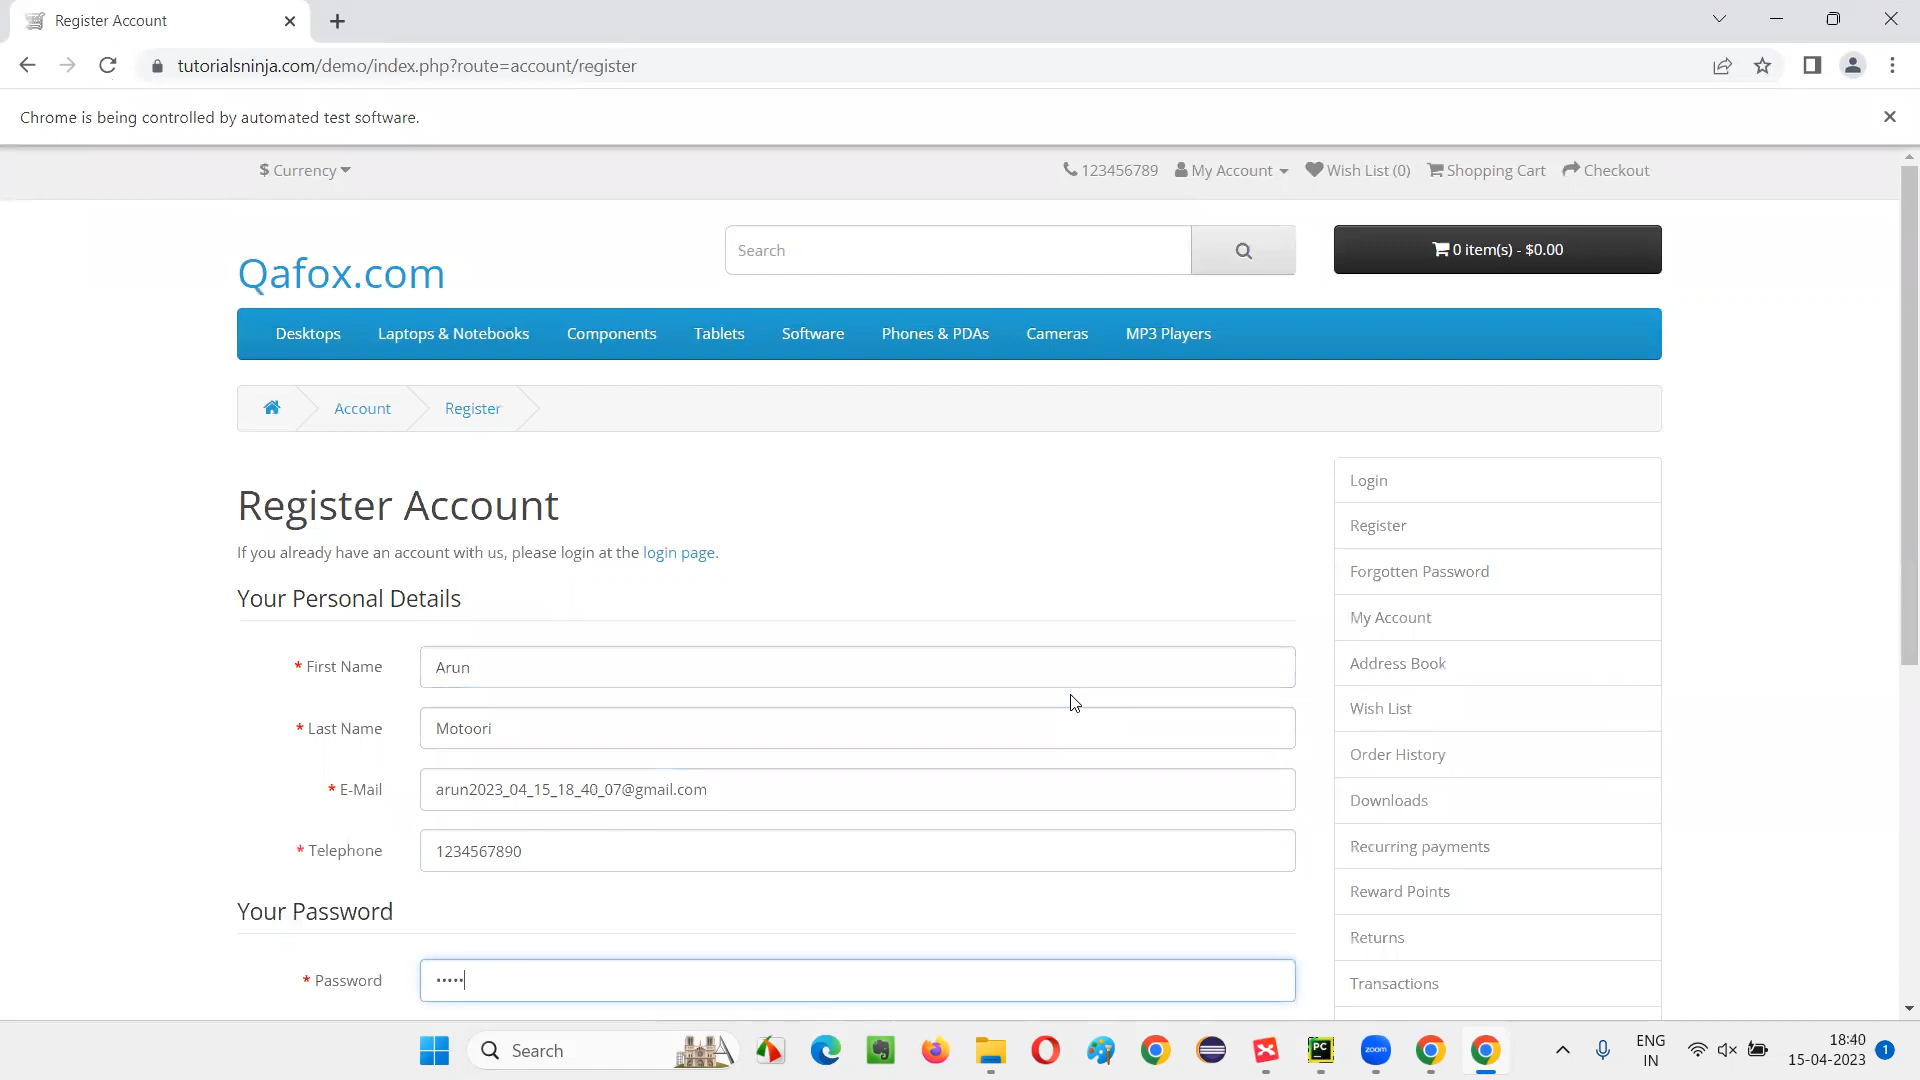 Register Account
tutorialsninja.com/demo/index.php?route=account/register
Chrome is being controlled by automated test software.
$ Currency
123456789 My Account Wish List (0) Shopping Cart Checkout
Qafox.com
Search
0 item(s) - $0.00
Desktops Laptops & Notebooks Components Tablets Software Phones & PDAs Cameras MP3 Players
Account Register
Register Account
If you already have an account with us, please login at the login page.
Your Personal Details
* First Name Arun
* Last Name Motoori
* E-Mail arun2023_04_15_18_40_07@gmail.com
* Telephone 1234567890
Your Password
* Password •••••
Login
Register
Forgotten Password
My Account
Address Book
Wish List
Order History
Downloads
Recurring payments
Reward Points
Returns
Transactions
Search
PC
zoom
ENG
IN
18:40
15-04-2023
1